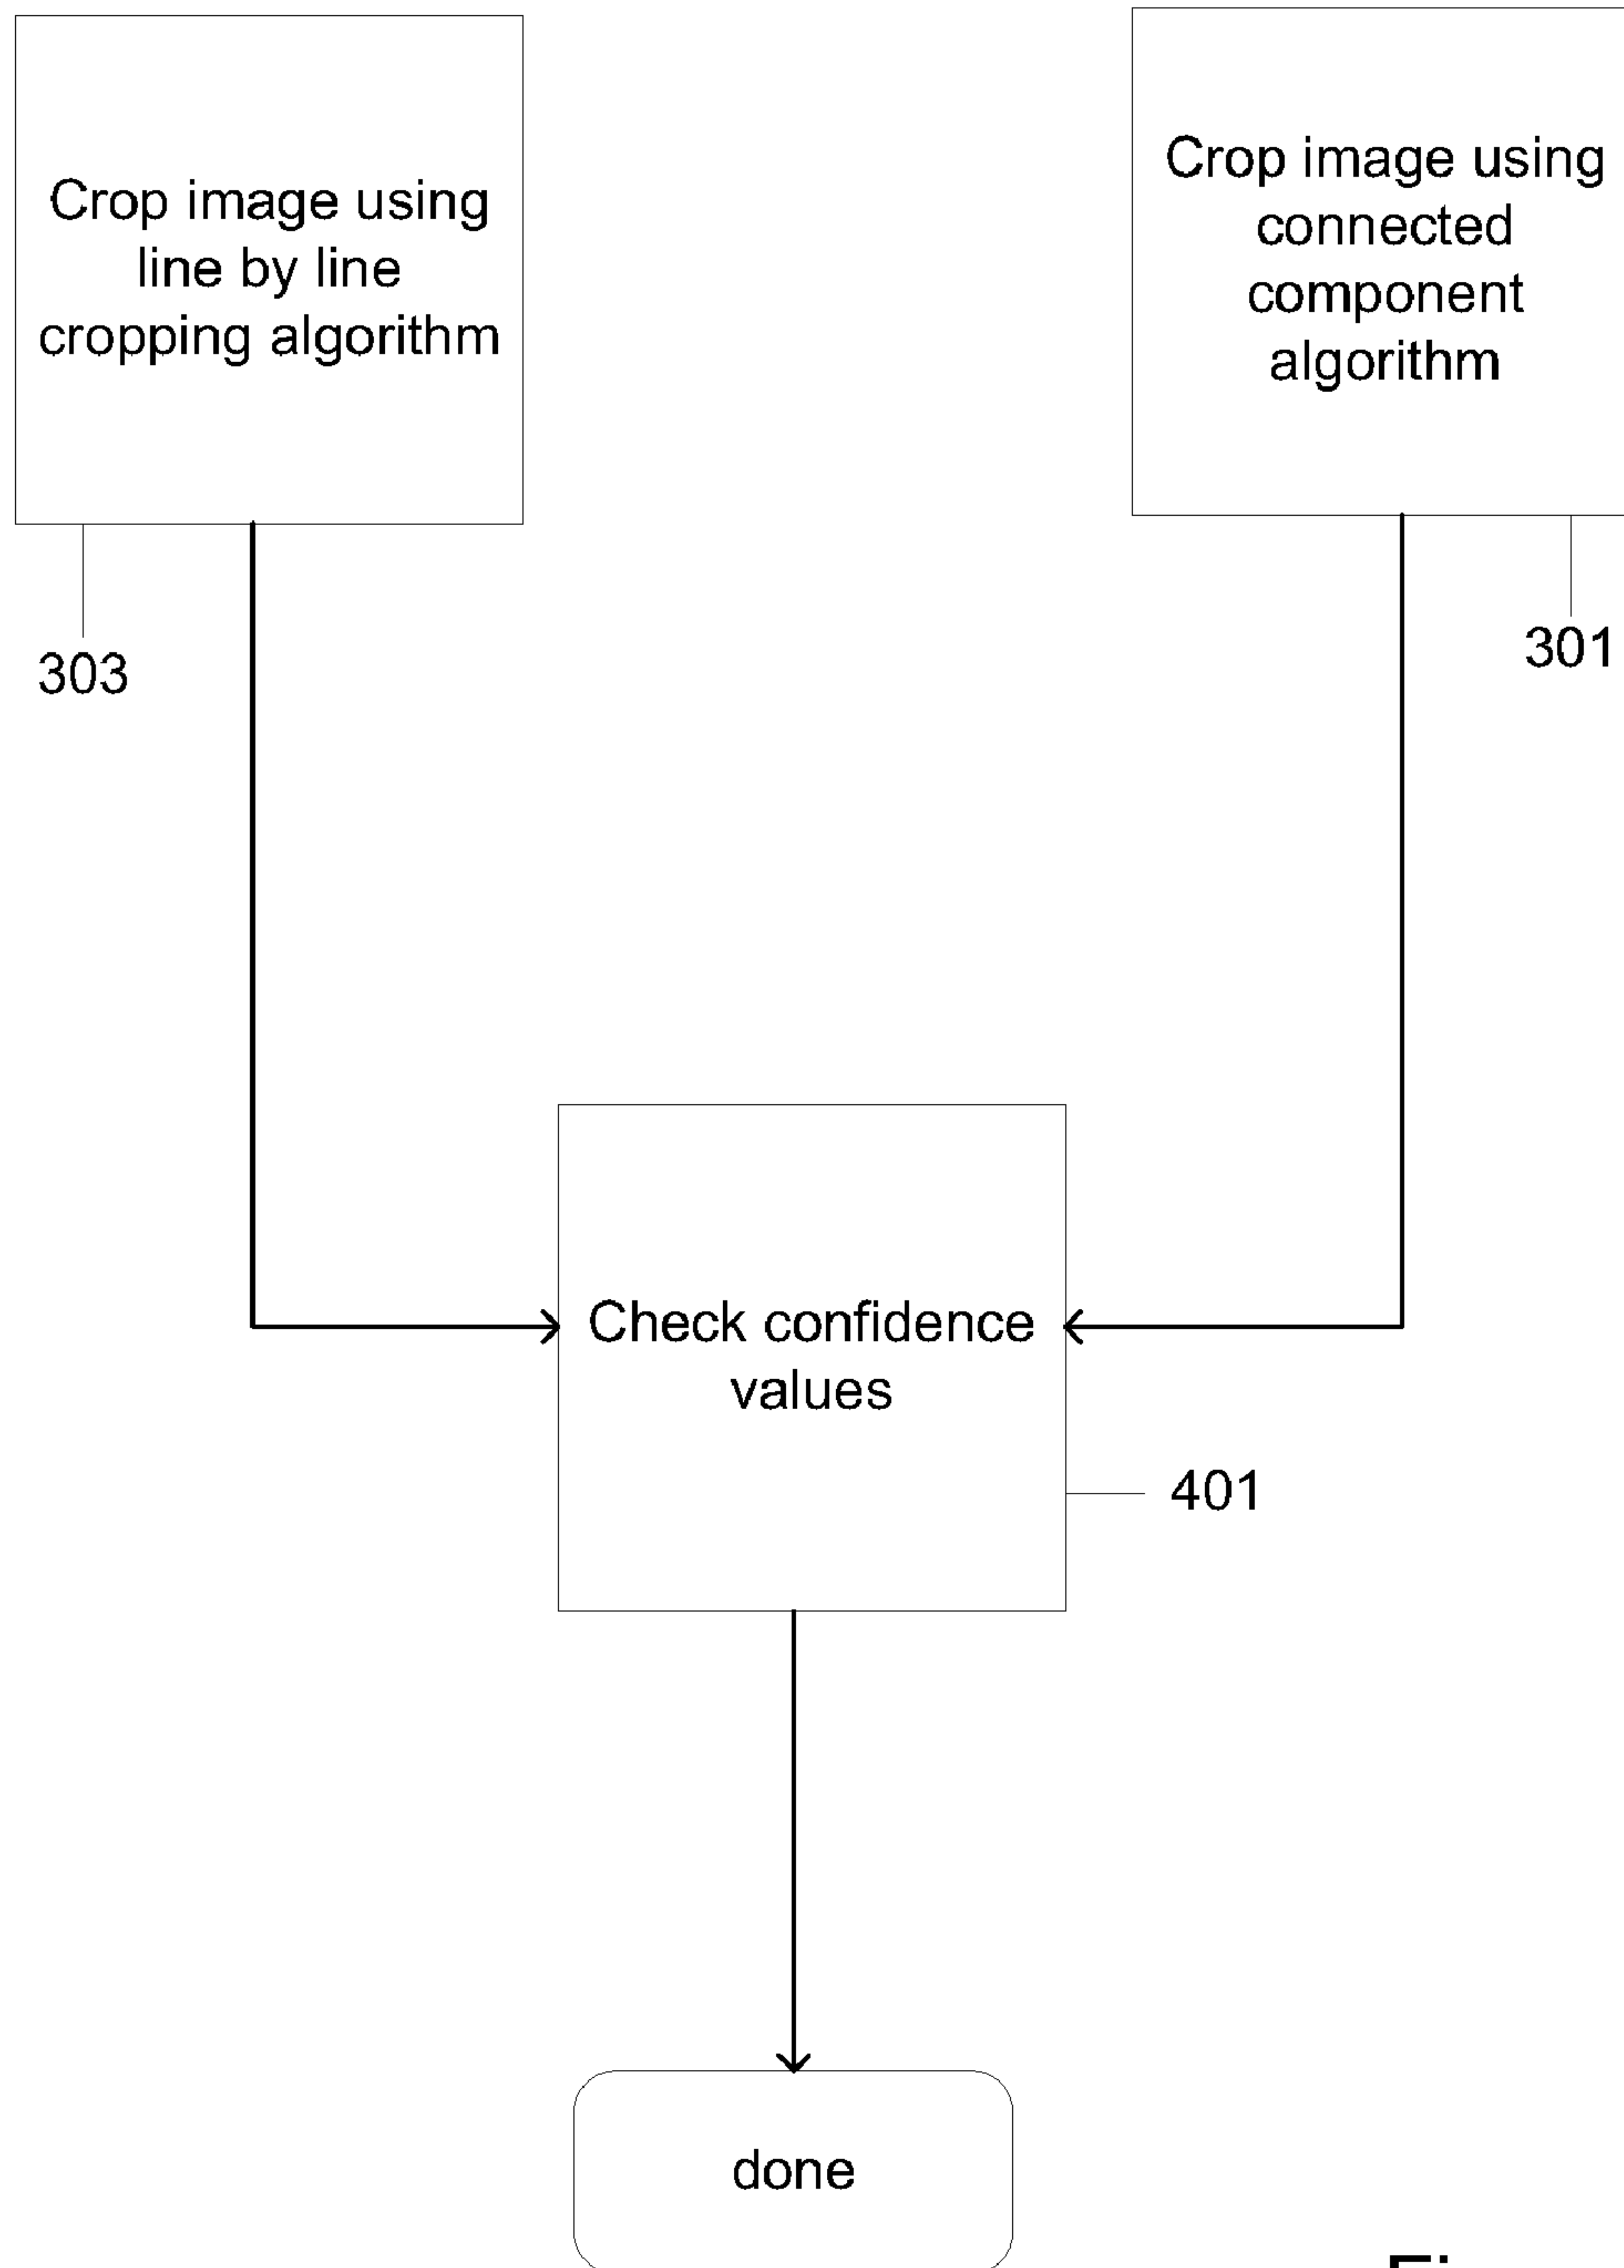 Crop image using
line by line
cropping algorithm
Crop image using
connected
component
algorithm
303
301
Check confidence
values
401
done